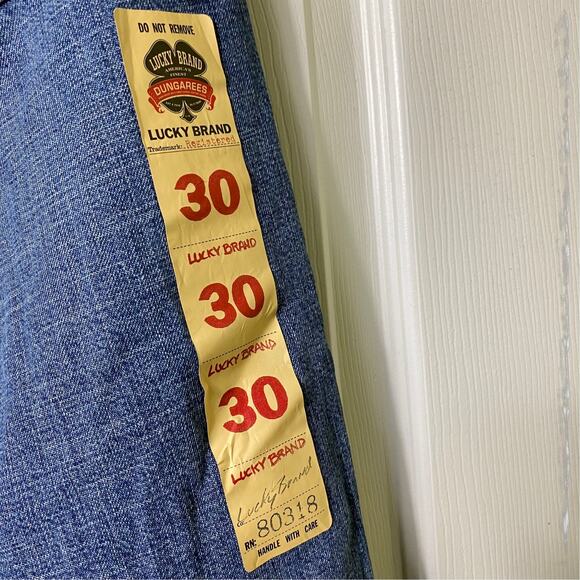 DO NOT REMOVE
LUCKY BRAND
AMERICA'S
FINEST
DUNGAREES
LUCKY BRAND
Trademark: Registered
30
LUCKY BRAND
30
LUCKY BRAND
30
LUCKY BRAND
Lucky Brand
RN: 80318
HANDLE WITH CARE